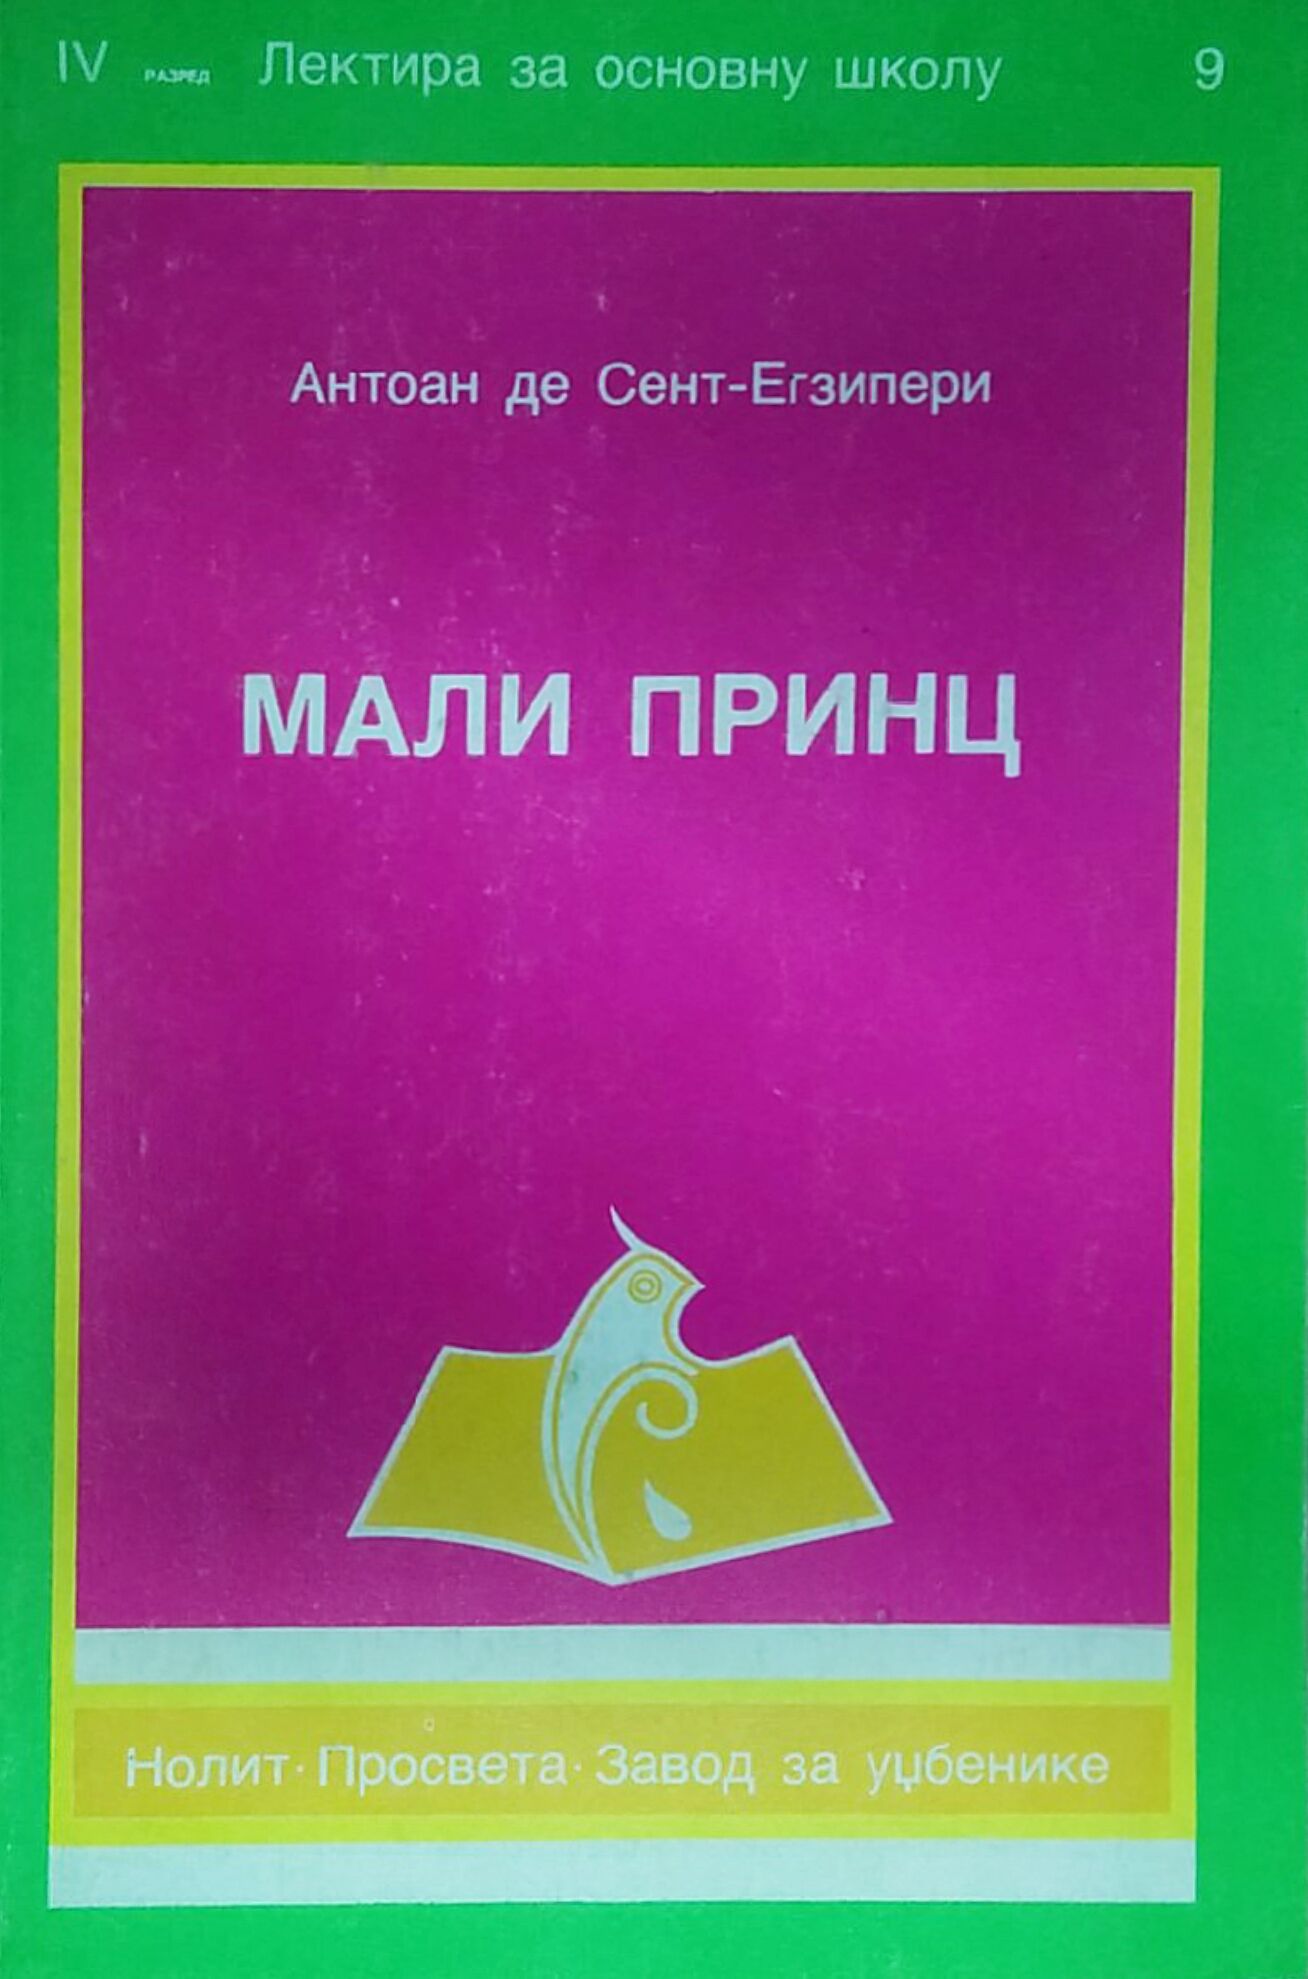 IV РАЗРЕД Лектира за основну школу 9
Антоан де Сент-Егзипери
МАЛИ ПРИНЦ
Нолит·Просвета·Завод за уџбенике